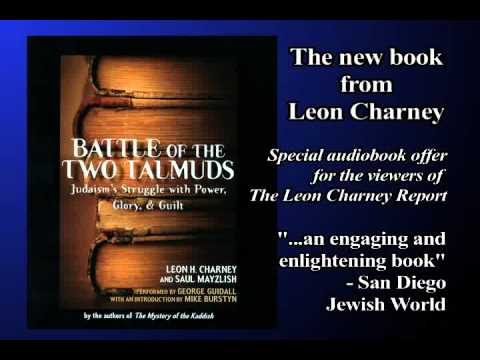 BATTLE OF THE
TWO TALMUDS
Judaism's Struggle with Power,
Glory, & Guilt
LEON H. CHARNEY
AND SAUL MAYZLISH
PERFORMED BY GEORGE GUIDALL
WITH AN INTRODUCTION BY MIKE BURSTYN
by the authors of The Mystery of the Kaddish
The new book
from
Leon Charney
Special audiobook offer
for the viewers of
The Leon Charney Report
"...an engaging and
enlightening book"
- San Diego
Jewish World